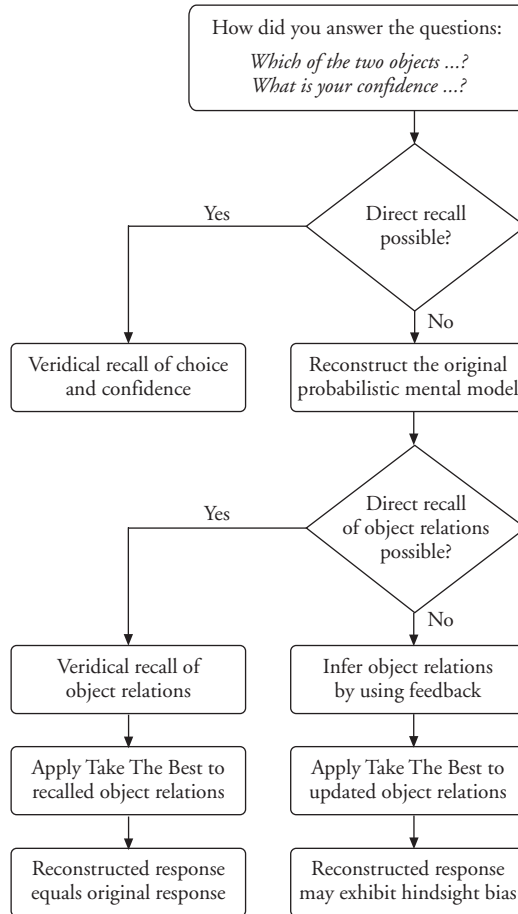 How did you answer the questions:
Which of the two objects ...?
What is your confidence ...?
Direct recall
possible?
Yes
No
Veridical recall of choice
and confidence
Reconstruct the original
probabilistic mental model
Direct recall
of object relations
possible?
Yes
No
Veridical recall of
object relations
Infer object relations
by using feedback
Apply Take The Best to
recalled object relations
Apply Take The Best to
updated object relations
Reconstructed response
equals original response
Reconstructed response
may exhibit hindsight bias